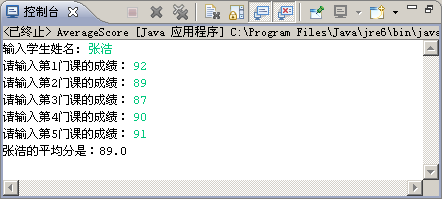 控制台
<已终止> AverageScore [Java 应用程序] C:\Program Files\Java\jre6\bin\java
输入学生姓名: 张浩
请输入第1门课的成绩: 92
请输入第2门课的成绩: 89
请输入第3门课的成绩: 87
请输入第4门课的成绩: 90
请输入第5门课的成绩: 91
张浩的平均分是:89.0